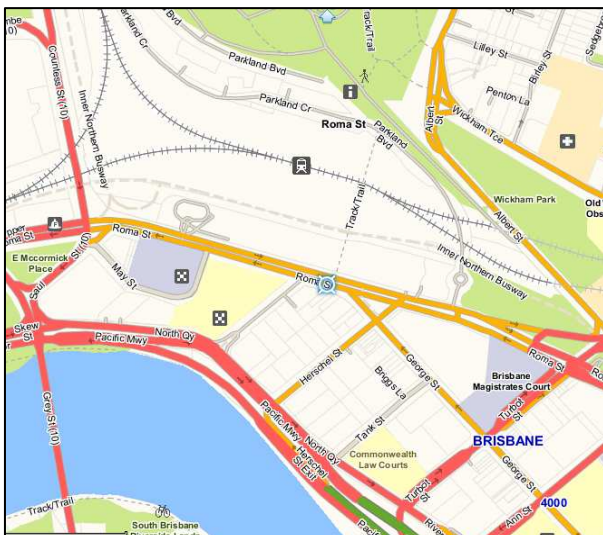 Countess St (10)
Parkland Cr
Parkland Bvd
Track/Trail
Lilley St
Birley St
Penton La
Wickham Tce
Albert St
Parkland Cr
Parkland Bvd
Roma St
Inner Northern Busway
Wickham Park
Old
Obs
Albert St
Track/Trail
Inner Northern Busway
Roma St
E Mccormick
Place
May St
Saul St (10)
Roma St
Skew
St
Pacific Mwy
North Qy
Grey St (10)
Herschel St
Briggs La
George St
Roma St
Brisbane
Magistrates Court
Turbot
St
Tank St
BRISBANE
Pacific Mwy
North Qy
Herschel
St Exit
Commonwealth
Law Courts
Turbot
St
George St
Ann St
4000
Track/Trail
South Brisbane